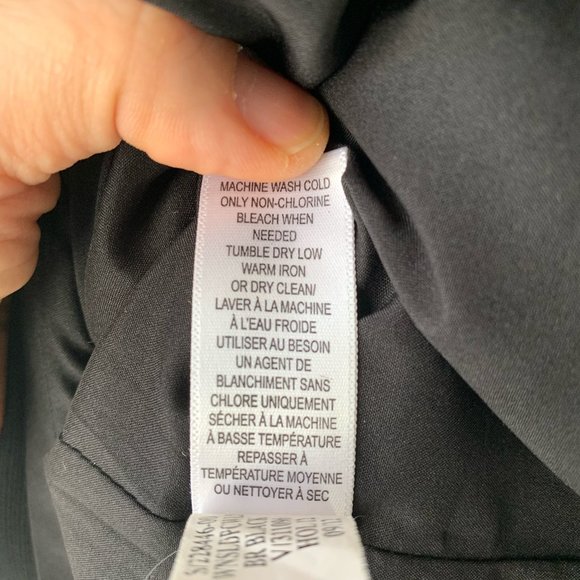 MACHINE WASH COLD
ONLY NON-CHLORINE
BLEACH WHEN
NEEDED
TUMBLE DRY LOW
WARM IRON
OR DRY CLEAN/
LAVER À LA MACHINE
À L'EAU FROIDE
UTILISER AU BESOIN
UN AGENT DE
BLANCHIMENT SANS
CHLORE UNIQUEMENT
SÉCHER À LA MACHINE
À BASSE TEMPÉRATURE
REPASSER À
TEMPÉRATURE MOYENNE
OU NETTOYER À SEC